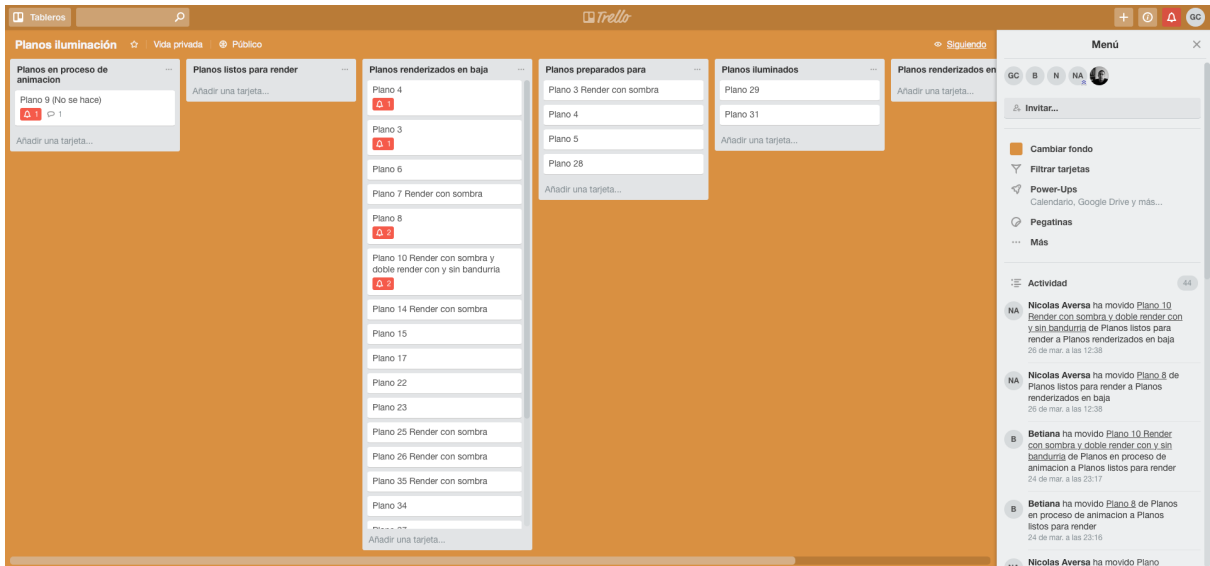 Tableros
Trello
GC
Planos iluminación
Vida privada
Público
Siguiendo
Planos en proceso de
animacion
Plano 9 (No se hace)
1
1
Añadir una tarjeta...
Planos listos para render
Añadir una tarjeta...
Planos renderizados en baja
Plano 4
1
Plano 3
1
Plano 6
Plano 7 Render con sombra
Plano 8
2
Plano 10 Render con sombra y
doble render con y sin bandurria
2
Plano 14 Render con sombra
Plano 15
Plano 17
Plano 22
Plano 23
Plano 25 Render con sombra
Plano 26 Render con sombra
Plano 35 Render con sombra
Plano 34
Añadir una tarjeta...
Planos preparados para
Plano 3 Render con sombra
Plano 4
Plano 5
Plano 28
Añadir una tarjeta...
Planos iluminados
Plano 29
Plano 31
Añadir una tarjeta...
Planos renderizados en
Añadir una tarjeta...
Menú
GC B N NA
Invitar...
Cambiar fondo
Filtrar tarjetas
Power-Ups
Calendario, Google Drive y más...
Pegatinas
Más
Actividad
44
NA
Nicolas Aversa ha movido Plano 10
Render con sombra y doble render con
y sin bandurria de Planos listos para
render a Planos renderizados en baja
26 de mar. a las 12:38
NA
Nicolas Aversa ha movido Plano 8 de
Planos listos para render a Planos
renderizados en baja
26 de mar. a las 12:38
B
Betiana ha movido Plano 10 Render
con sombra y doble render con y sin
bandurria de Planos en proceso de
animacion a Planos listos para render
24 de mar. a las 23:17
B
Betiana ha movido Plano 8 de Planos
en proceso de animacion a Planos
listos para render
24 de mar. a las 23:16
Nicolas Aversa ha movido Plano